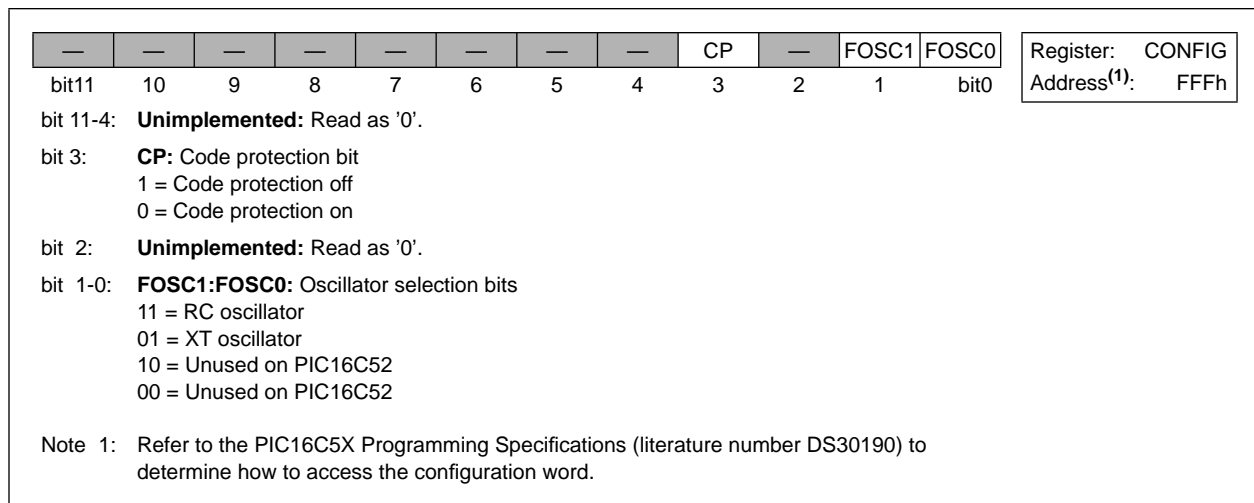 — — — — — — — — CP — FOSC1 FOSC0
bit11 10 9 8 7 6 5 4 3 2 1 bit0
Register: CONFIG
Address(1): FFFh
bit 11-4: Unimplemented: Read as ’0’.
bit 3: CP: Code protection bit
1 = Code protection off
0 = Code protection on
bit 2: Unimplemented: Read as ’0’.
bit 1-0: FOSC1:FOSC0: Oscillator selection bits
11 = RC oscillator
01 = XT oscillator
10 = Unused on PIC16C52
00 = Unused on PIC16C52
Note 1: Refer to the PIC16C5X Programming Specifications (literature number DS30190) to
determine how to access the configuration word.